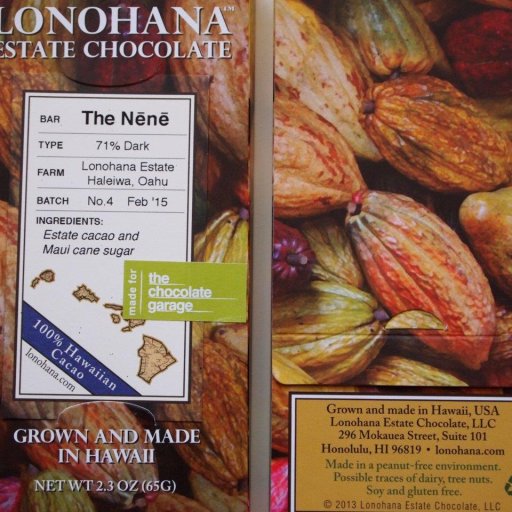 LONOHANA™
ESTATE CHOCOLATE
BAR The Nēnē
TYPE 71% Dark
FARM Lonohana Estate
Haleiwa, Oahu
BATCH No.4 Feb '15
INGREDIENTS:
Estate cacao and
Maui cane sugar
made for
the
chocolate
garage
100% Hawaiian
Cacao
lonohana.com
GROWN AND MADE
IN HAWAII
NET WT 2.3 OZ (65G)
Grown and made in Hawaii, USA
Lonohana Estate Chocolate, LLC
296 Mokauea Street, Suite 101
Honolulu, HI 96819 • lonohana.com
Made in a peanut-free environment.
Possible traces of dairy, tree nuts.
Soy and gluten free.
© 2013 Lonohana Estate Chocolate, LLC